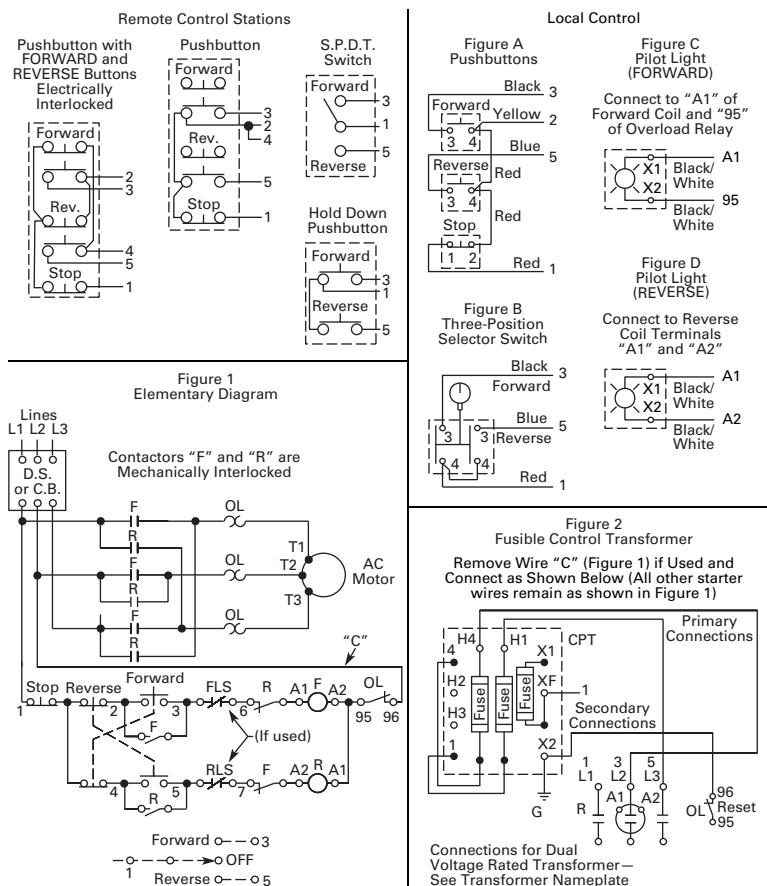 Remote Control Stations
Pushbutton with
FORWARD and
REVERSE Buttons
Electrically
Interlocked
Forward
2
3
Rev.
4
5
Stop
1
Pushbutton
Forward
3
2
4
Rev.
5
Stop
1
S.P.D.T.
Switch
Forward
3
1
5
Reverse
Hold Down
Pushbutton
Forward
3
1
Reverse
5
Local Control
Figure A
Pushbuttons
Black 3
Forward
Yellow 2
3 4
Blue 5
Reverse
Red
3 4
Red
Stop
1 2
Red 1
Figure B
Three-Position
Selector Switch
Black 3
Forward
Blue 5
3 3
Reverse
4 4
Red 1
Figure C
Pilot Light
(FORWARD)
Connect to “A1” of
Forward Coil and “95”
of Overload Relay
A1
X1 Black/
White
X2
95
Black/
White
Figure D
Pilot Light
(REVERSE)
Connect to Reverse
Coil Terminals
“A1” and “A2”
A1
X1 Black/
White
X2
A2
Black/
White
Figure 1
Elementary Diagram
Lines
L1 L2 L3
D.S.
or C.B.
Contactors “F” and “R” are
Mechanically Interlocked
F OL
R
T1
F OL
T2
AC
Motor
R
T3
F OL
R
“C”
Stop Reverse Forward FLS R A1 F A2 OL
1 2 3 6 95 96
F
(If used)
RLS F A2 R A1
4 5 7
R
Forward 3
OFF
1
Reverse 5
Figure 2
Fusible Control Transformer
Remove Wire “C” (Figure 1) if Used and
Connect as Shown Below (All other starter
wires remain as shown in Figure 1)
Primary
Connections
H4 H1 CPT
4 X1
H2 XF 1
Fuse Fuse Fuse
H3
Secondary
Connections
1 X2
G
1 3 5
L1 L2 L3
R A1 A2
OL 96
Reset
95
Connections for Dual
Voltage Rated Transformer—
See Transformer Nameplate